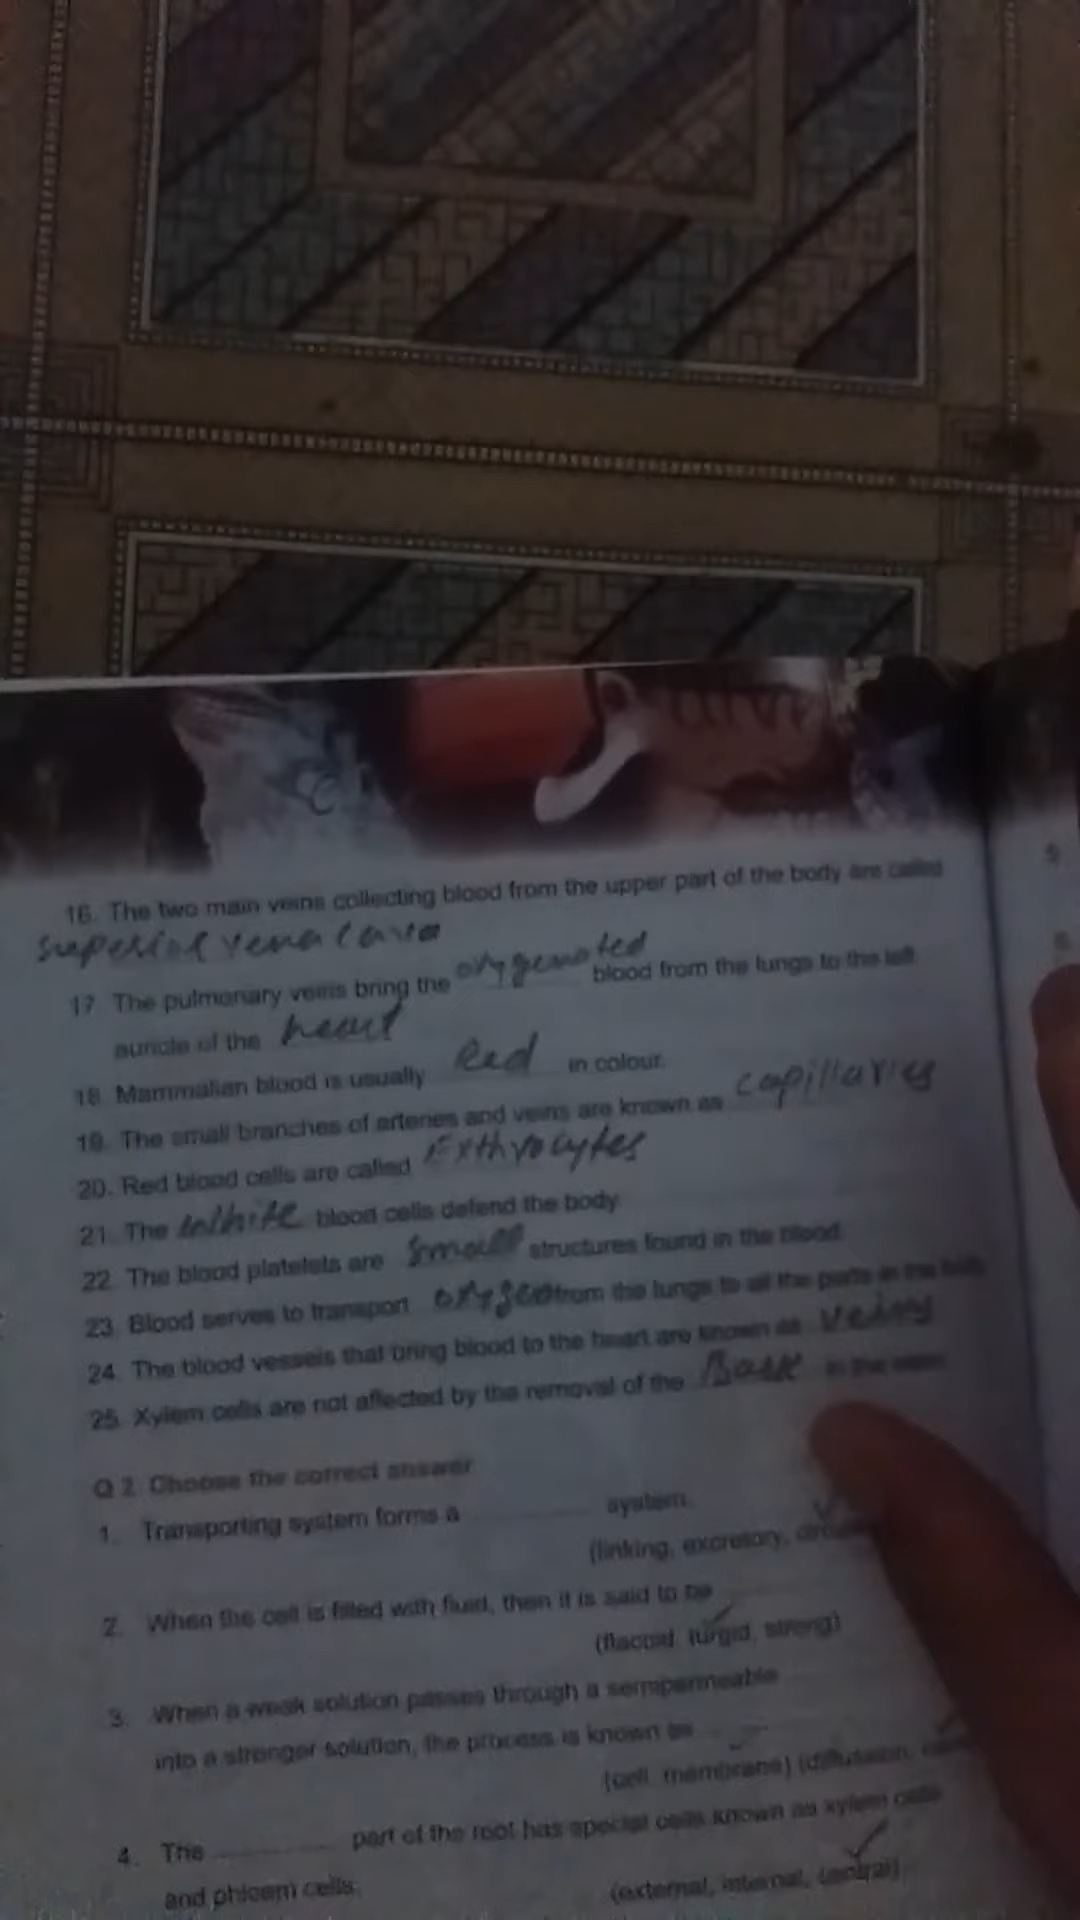 16. The two main veins collecting blood from the upper part of the body are called
superior vena cava
17. The pulmonary veins bring the oxygenated blood from the lungs to the left
auricle of the heart
18. Mammalian blood is usually Red in colour.
19. The small branches of arteries and veins are known as capillaries
20. Red blood cells are called Exthrocytes
21. The White blood cells defend the body.
22. The blood platelets are small structures found in the blood.
23. Blood serves to transport oxygen from the lungs to all the parts in the
24. The blood vessels that bring blood to the heart are known as veins
25. Xylem cells are not affected by the removal of the Bark in the
Q 2. Choose the correct answer
1. Transporting system forms a system.
(linking, excretory,
2. When the cell is filled with fluid, then it is said to be
(flaccid, turgid, strong)
3. When a weak solution passes through a semipermeable
into a stronger solution, the process is known as
(cell, membrane) (diffusion,
4. The part of the root has special cells known as xylem cells
and phloem cells.
(external, internal, central)
5